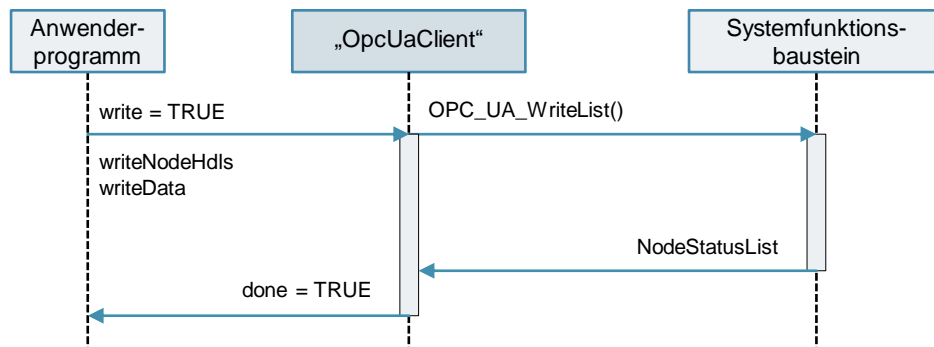 Anwender-
programm
„OpcUaClient“
Systemfunktions-
baustein
write = TRUE
OPC_UA_WriteList()
writeNodeHdls
writeData
NodeStatusList
done = TRUE